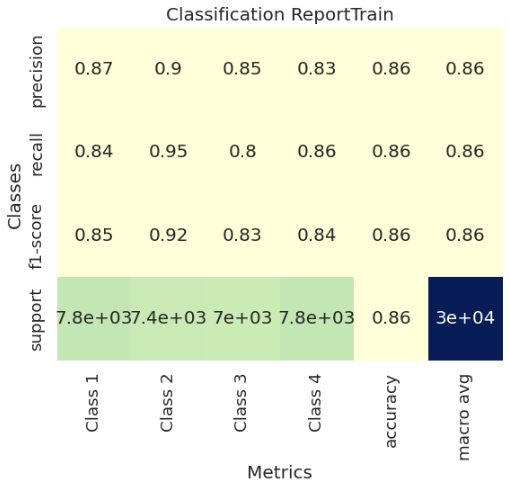 Classification ReportTrain
Classes
precision 0.87 0.9 0.85 0.83 0.86 0.86
recall 0.84 0.95 0.8 0.86 0.86 0.86
f1-score 0.85 0.92 0.83 0.84 0.86 0.86
support 7.8e+03 7.4e+03 7e+03 7.8e+03 0.86 3e+04
Class 1 Class 2 Class 3 Class 4 accuracy macro avg
Metrics